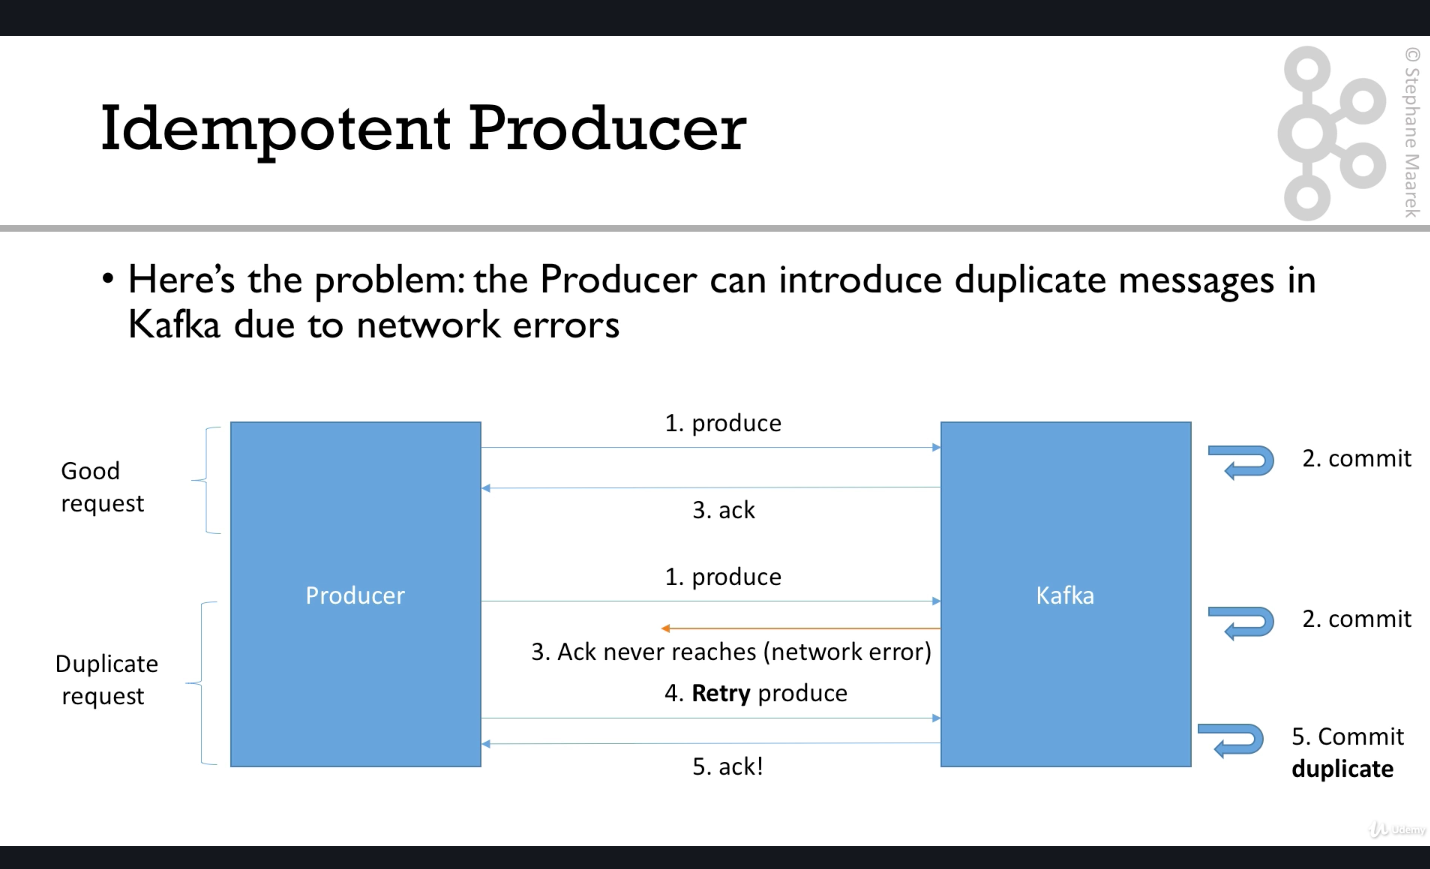 Idempotent Producer
© Stephane Maarek
• Here's the problem: the Producer can introduce duplicate messages in
Kafka due to network errors
Good
request
1. produce
2. commit
3. ack
Producer
Kafka
Duplicate
request
1. produce
2. commit
3. Ack never reaches (network error)
4. Retry produce
5. Commit
duplicate
5. ack!
Udemy